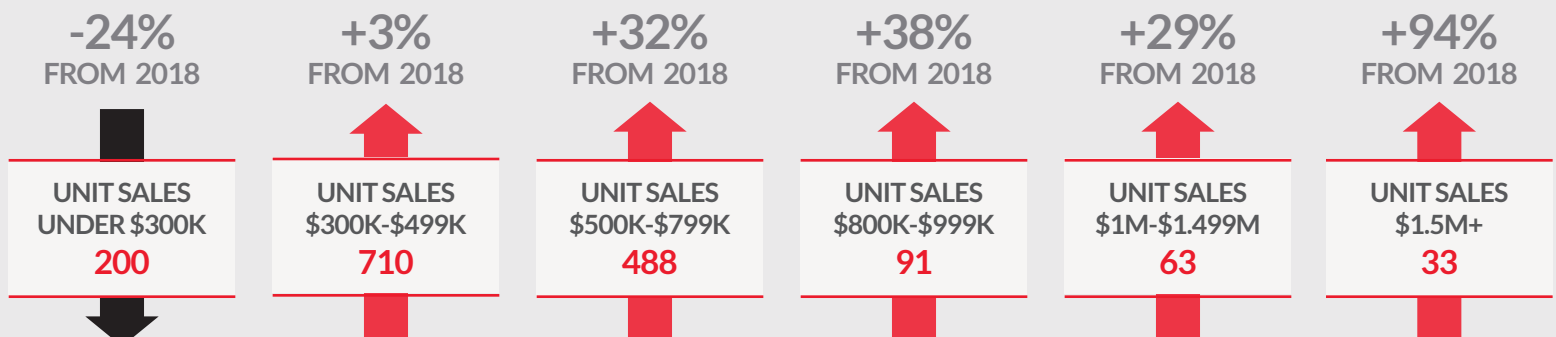 -24%
FROM 2018
UNIT SALES
UNDER $300K
200
+3%
FROM 2018
UNIT SALES
$300K-$499K
710
+32%
FROM 2018
UNIT SALES
$500K-$799K
488
+38%
FROM 2018
UNIT SALES
$800K-$999K
91
+29%
FROM 2018
UNIT SALES
$1M-$1.499M
63
+94%
FROM 2018
UNIT SALES
$1.5M+
33